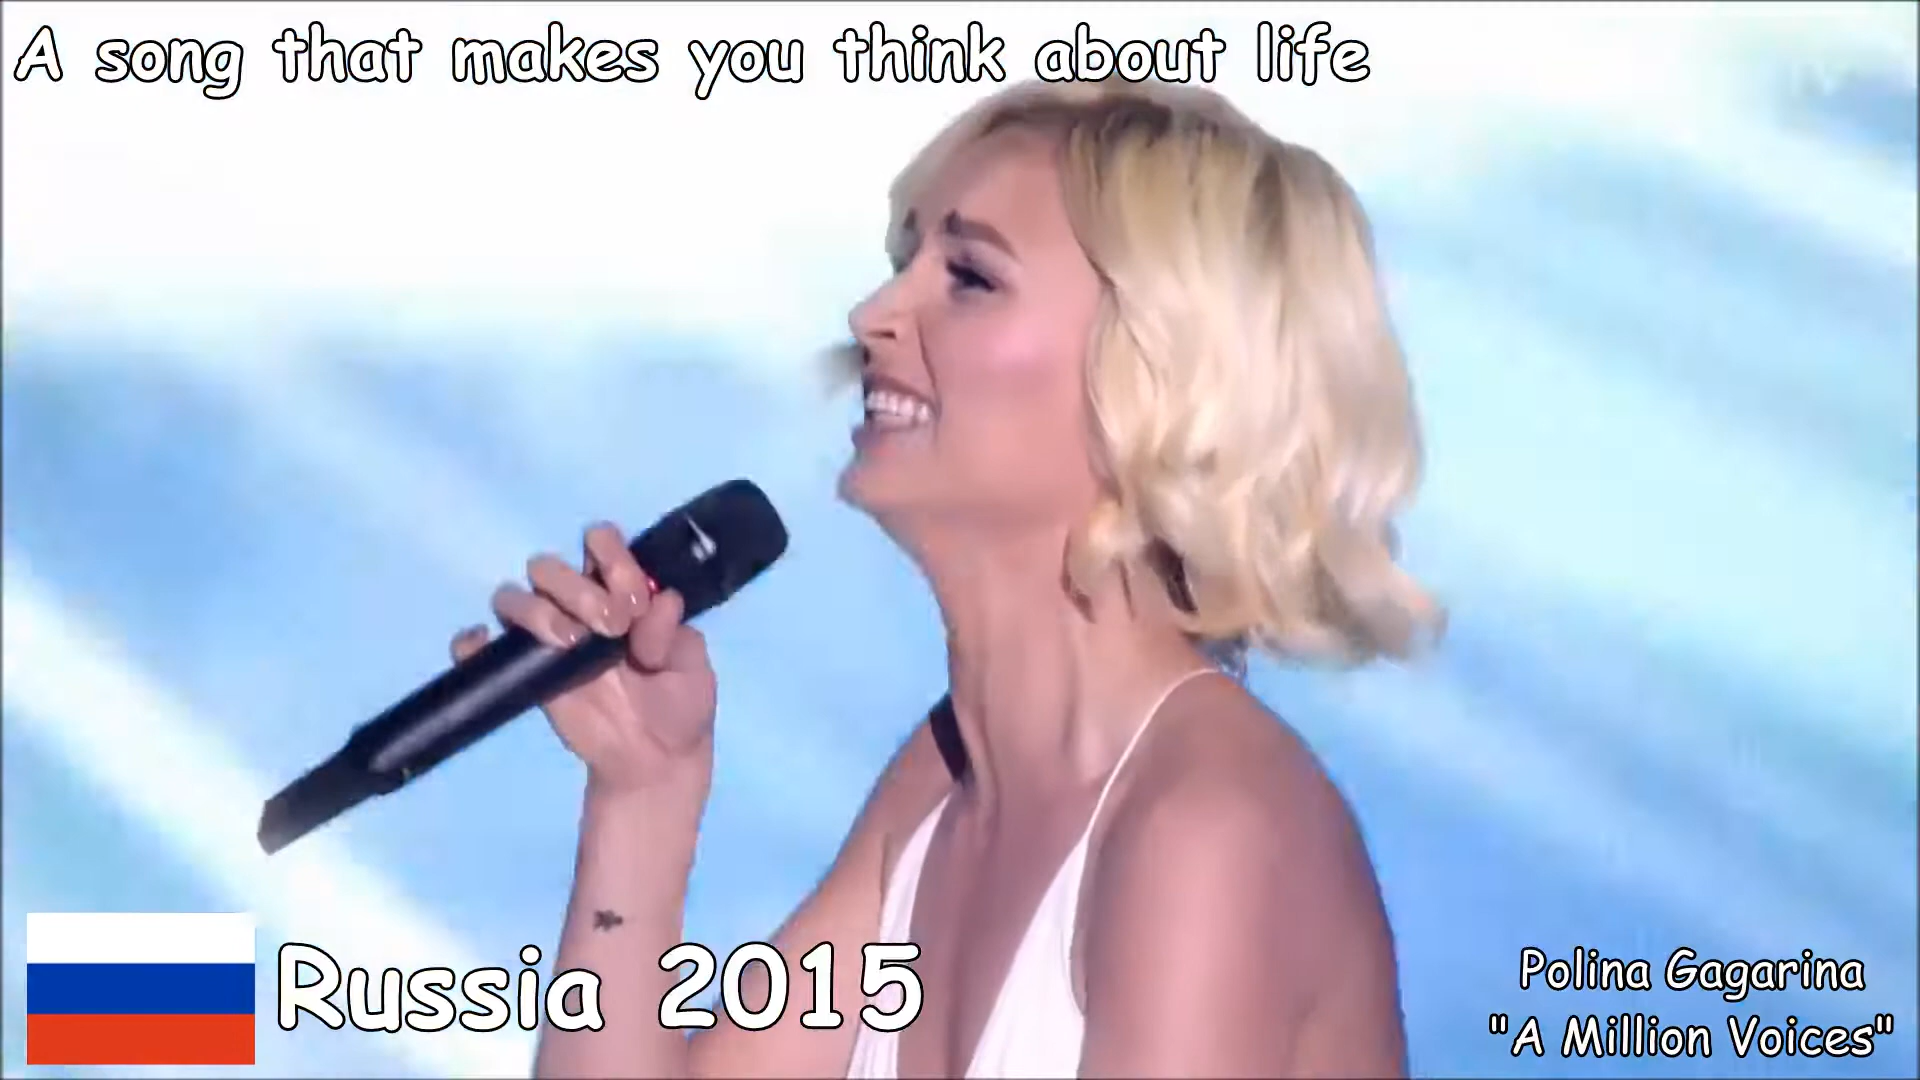 A song that makes you think about life
Russia 2015
Polina Gagarina
"A Million Voices"